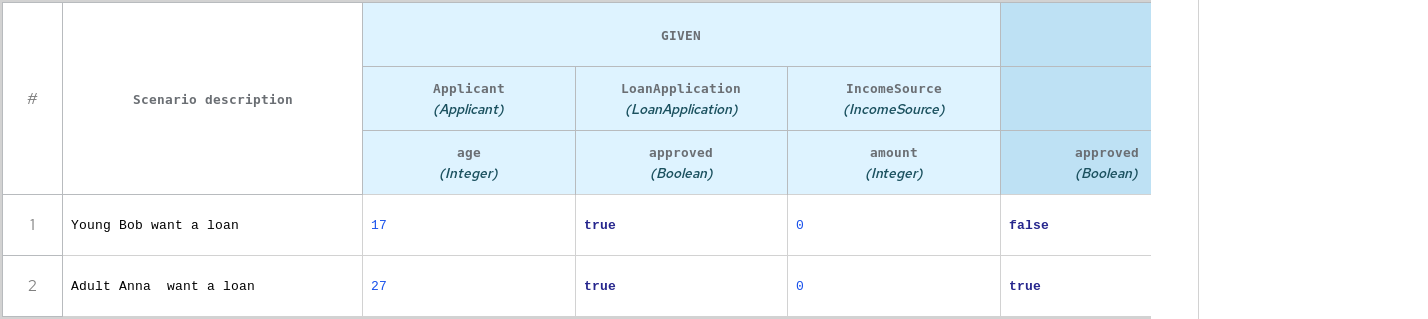 GIVEN
# Scenario description
Applicant LoanApplication IncomeSource
(Applicant) (LoanApplication) (IncomeSource)
age approved amount approved
(Integer) (Boolean) (Integer) (Boolean)
1 Young Bob want a loan 17 true 0 false
2 Adult Anna  want a loan 27 true 0 true